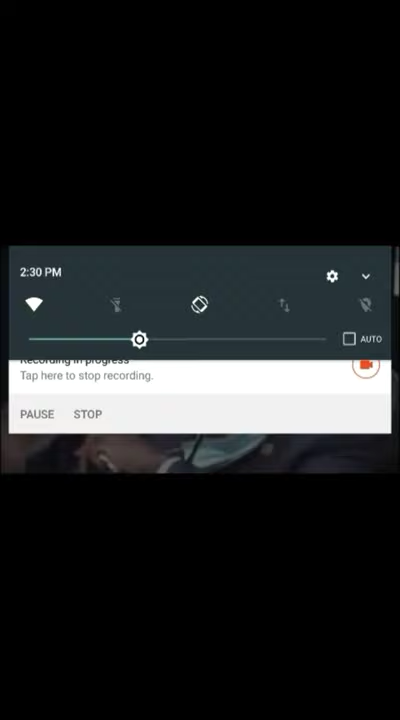 2:30 PM
AUTO
Recording in progress
Tap here to stop recording.
PAUSE STOP